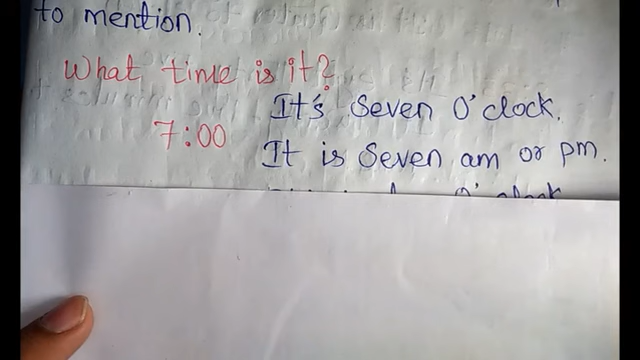 to mention.
What time is it?
It's Seven O'clock.
7:00
It is Seven am or pm.